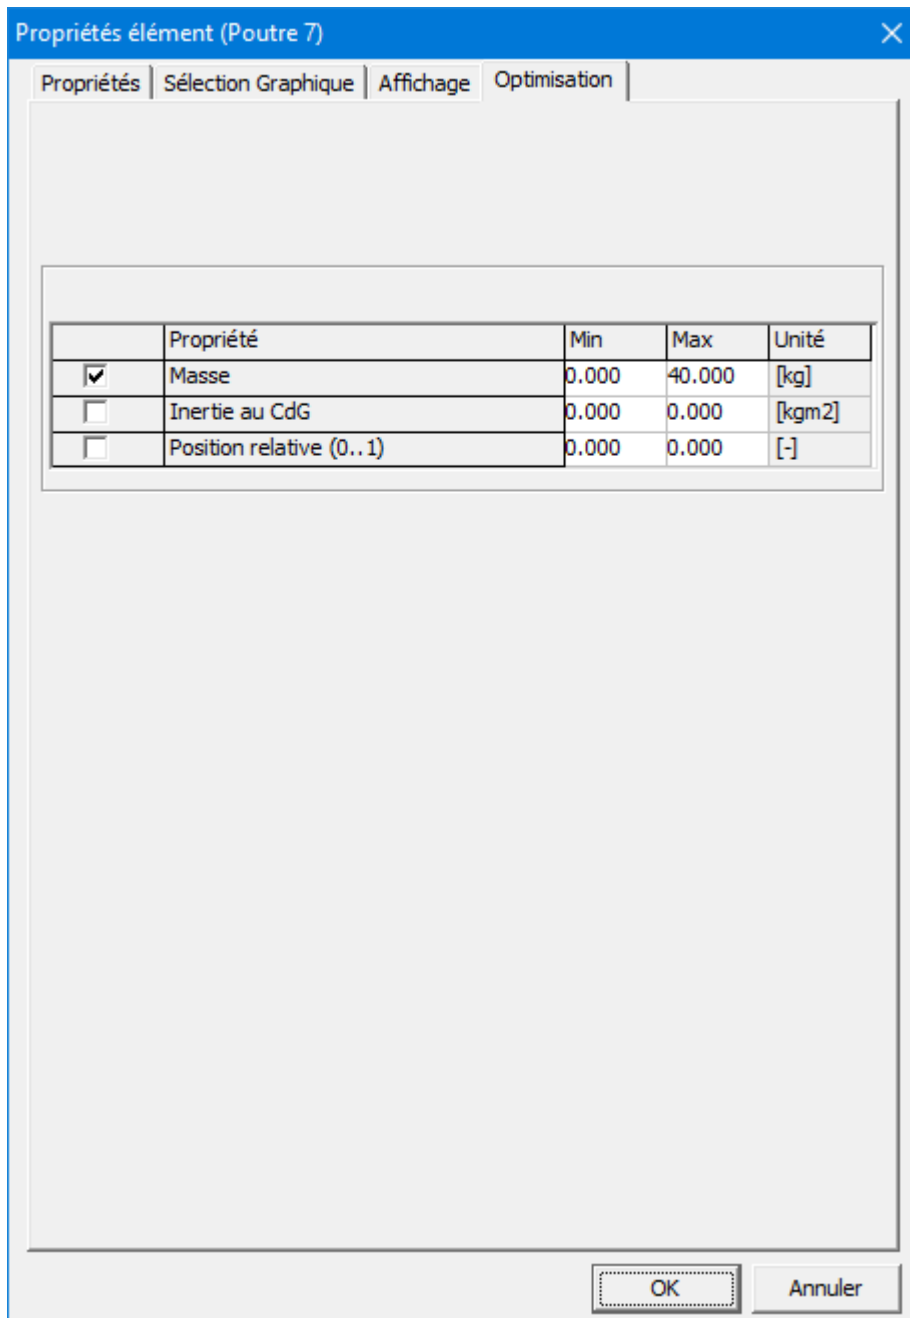 Propriétés élément (Poutre 7)
Propriétés Sélection Graphique Affichage Optimisation
Propriété Min Max Unité
Masse 0.000 40.000 [kg]
Inertie au CdG 0.000 0.000 [kgm2]
Position relative (0..1) 0.000 0.000 [-]
OK Annuler